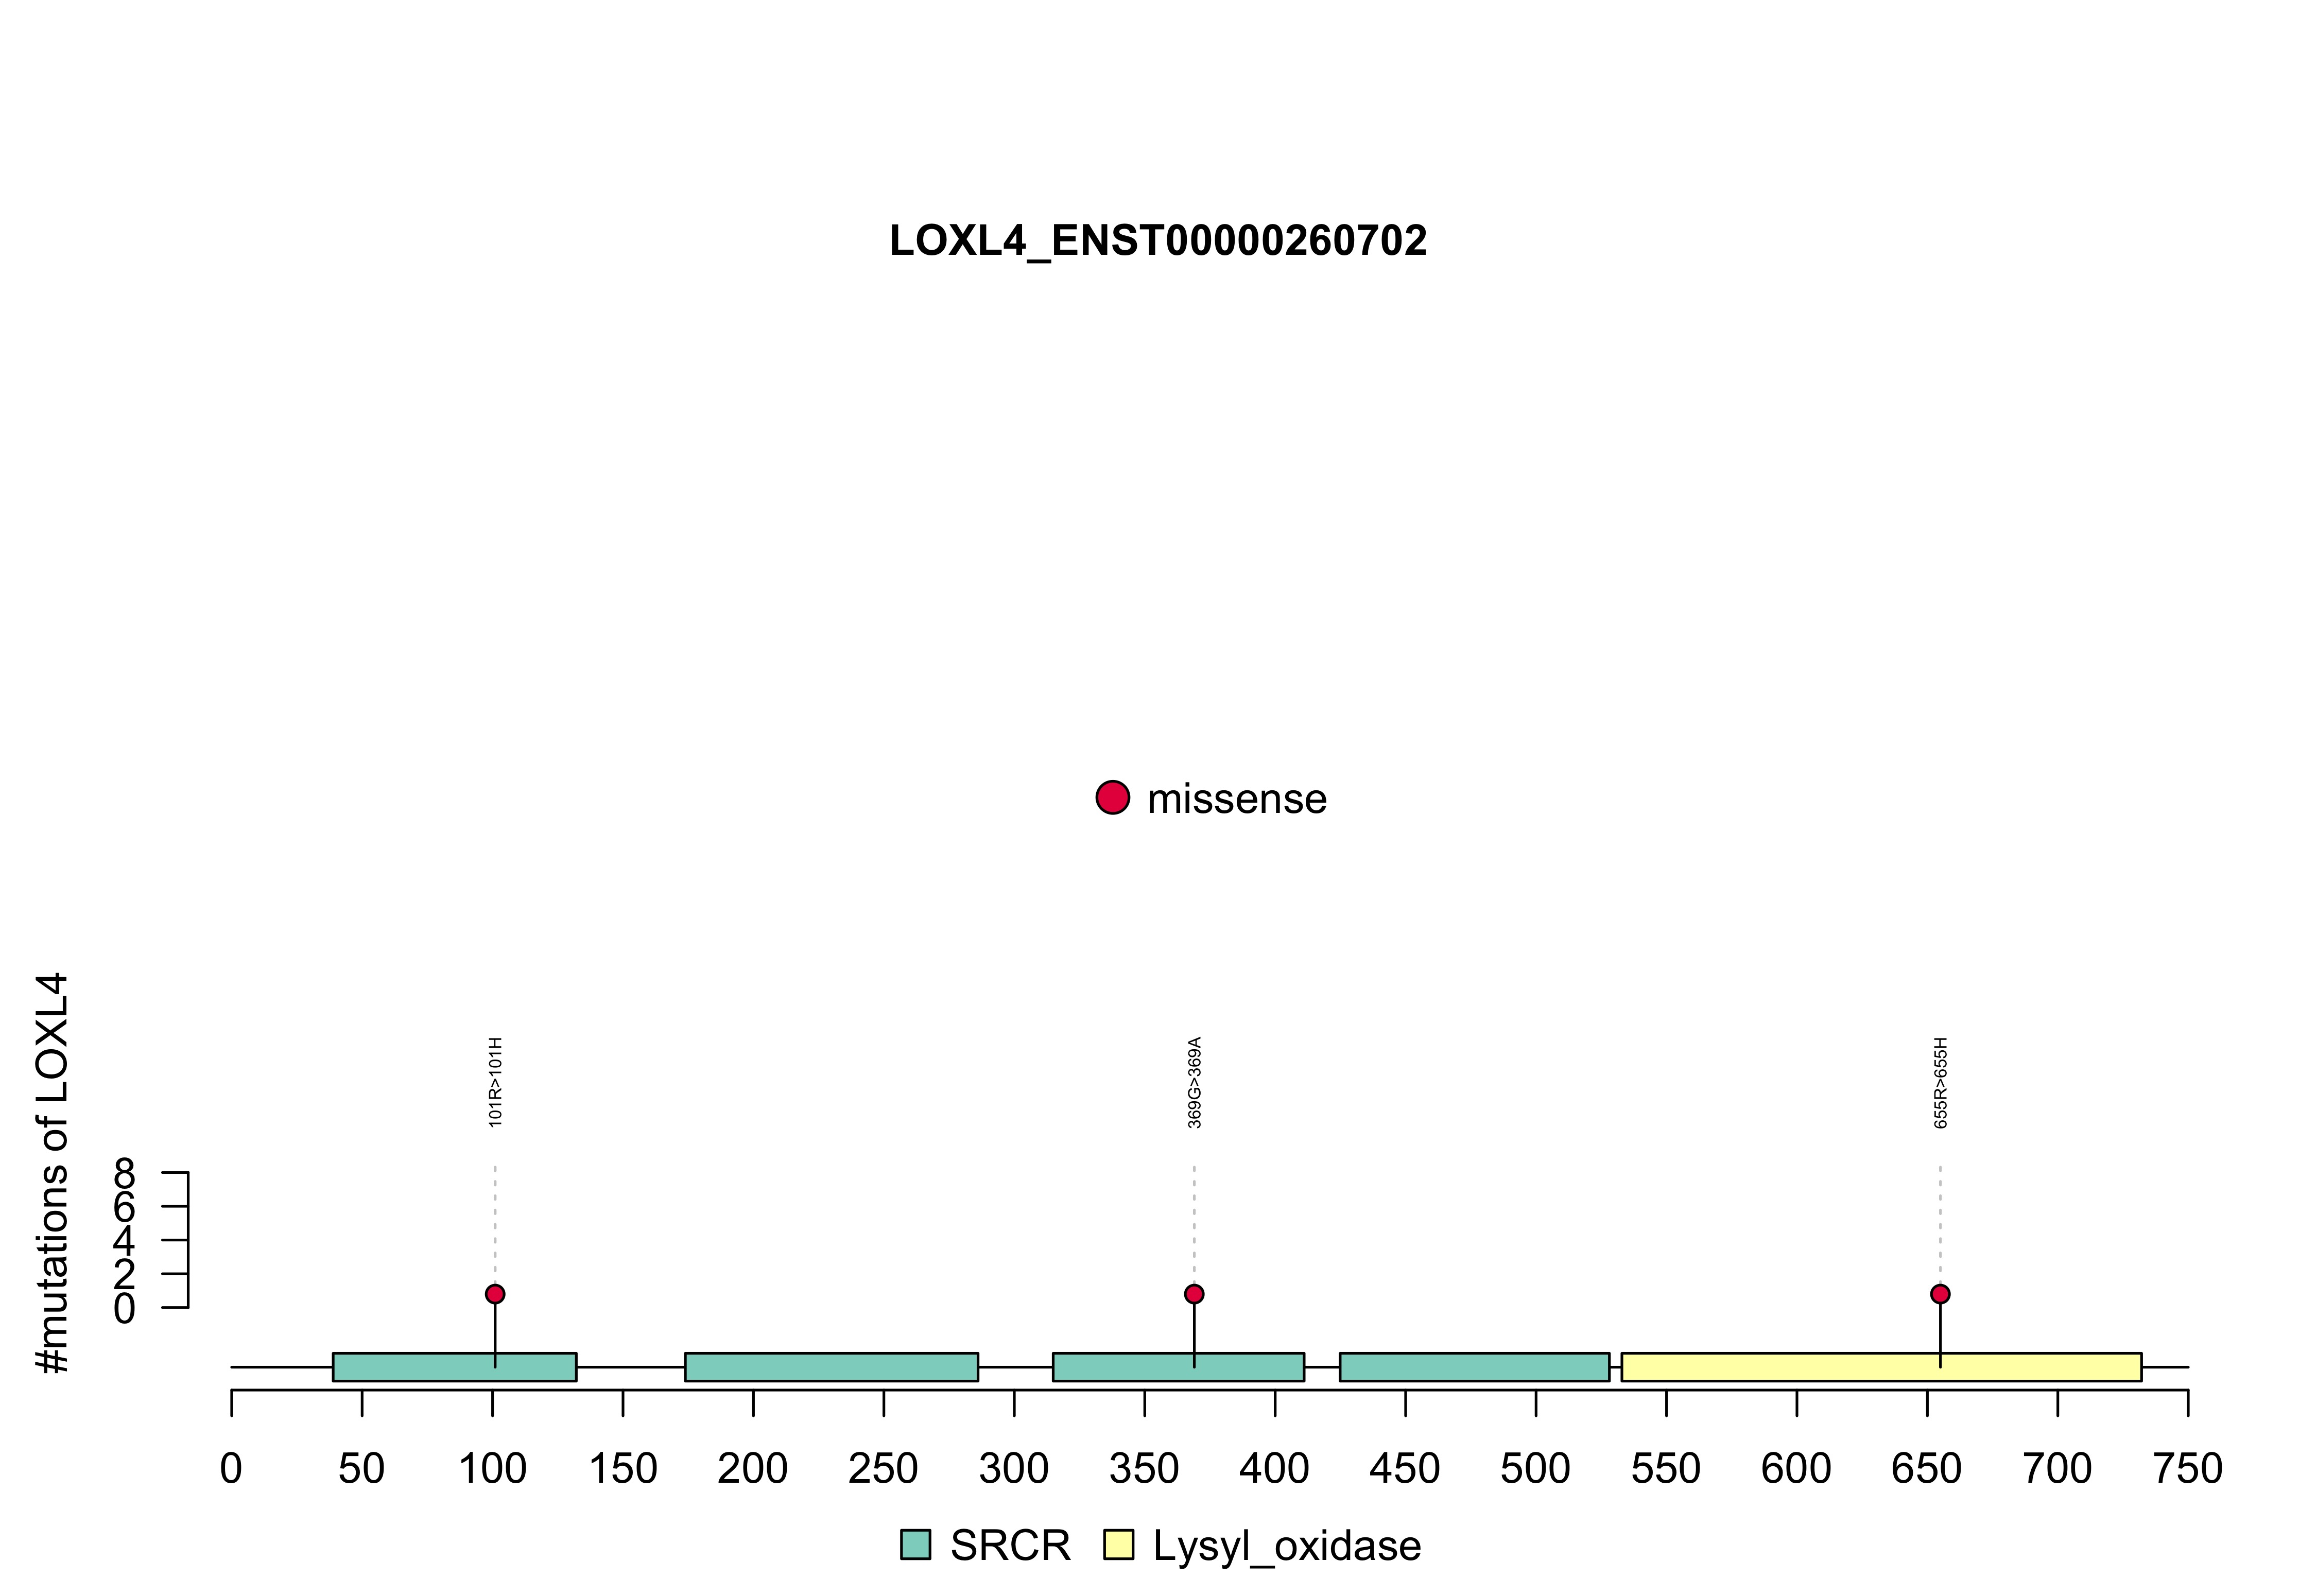 LOXL4_ENST00000260702
missense
#mutations of LOXL4
101R>101H
369G>369A
655R>655H
8
6
4
2
0
0 50 100 150 200 250 300 350 400 450 500 550 600 650 700 750
SRCR Lysyl_oxidase